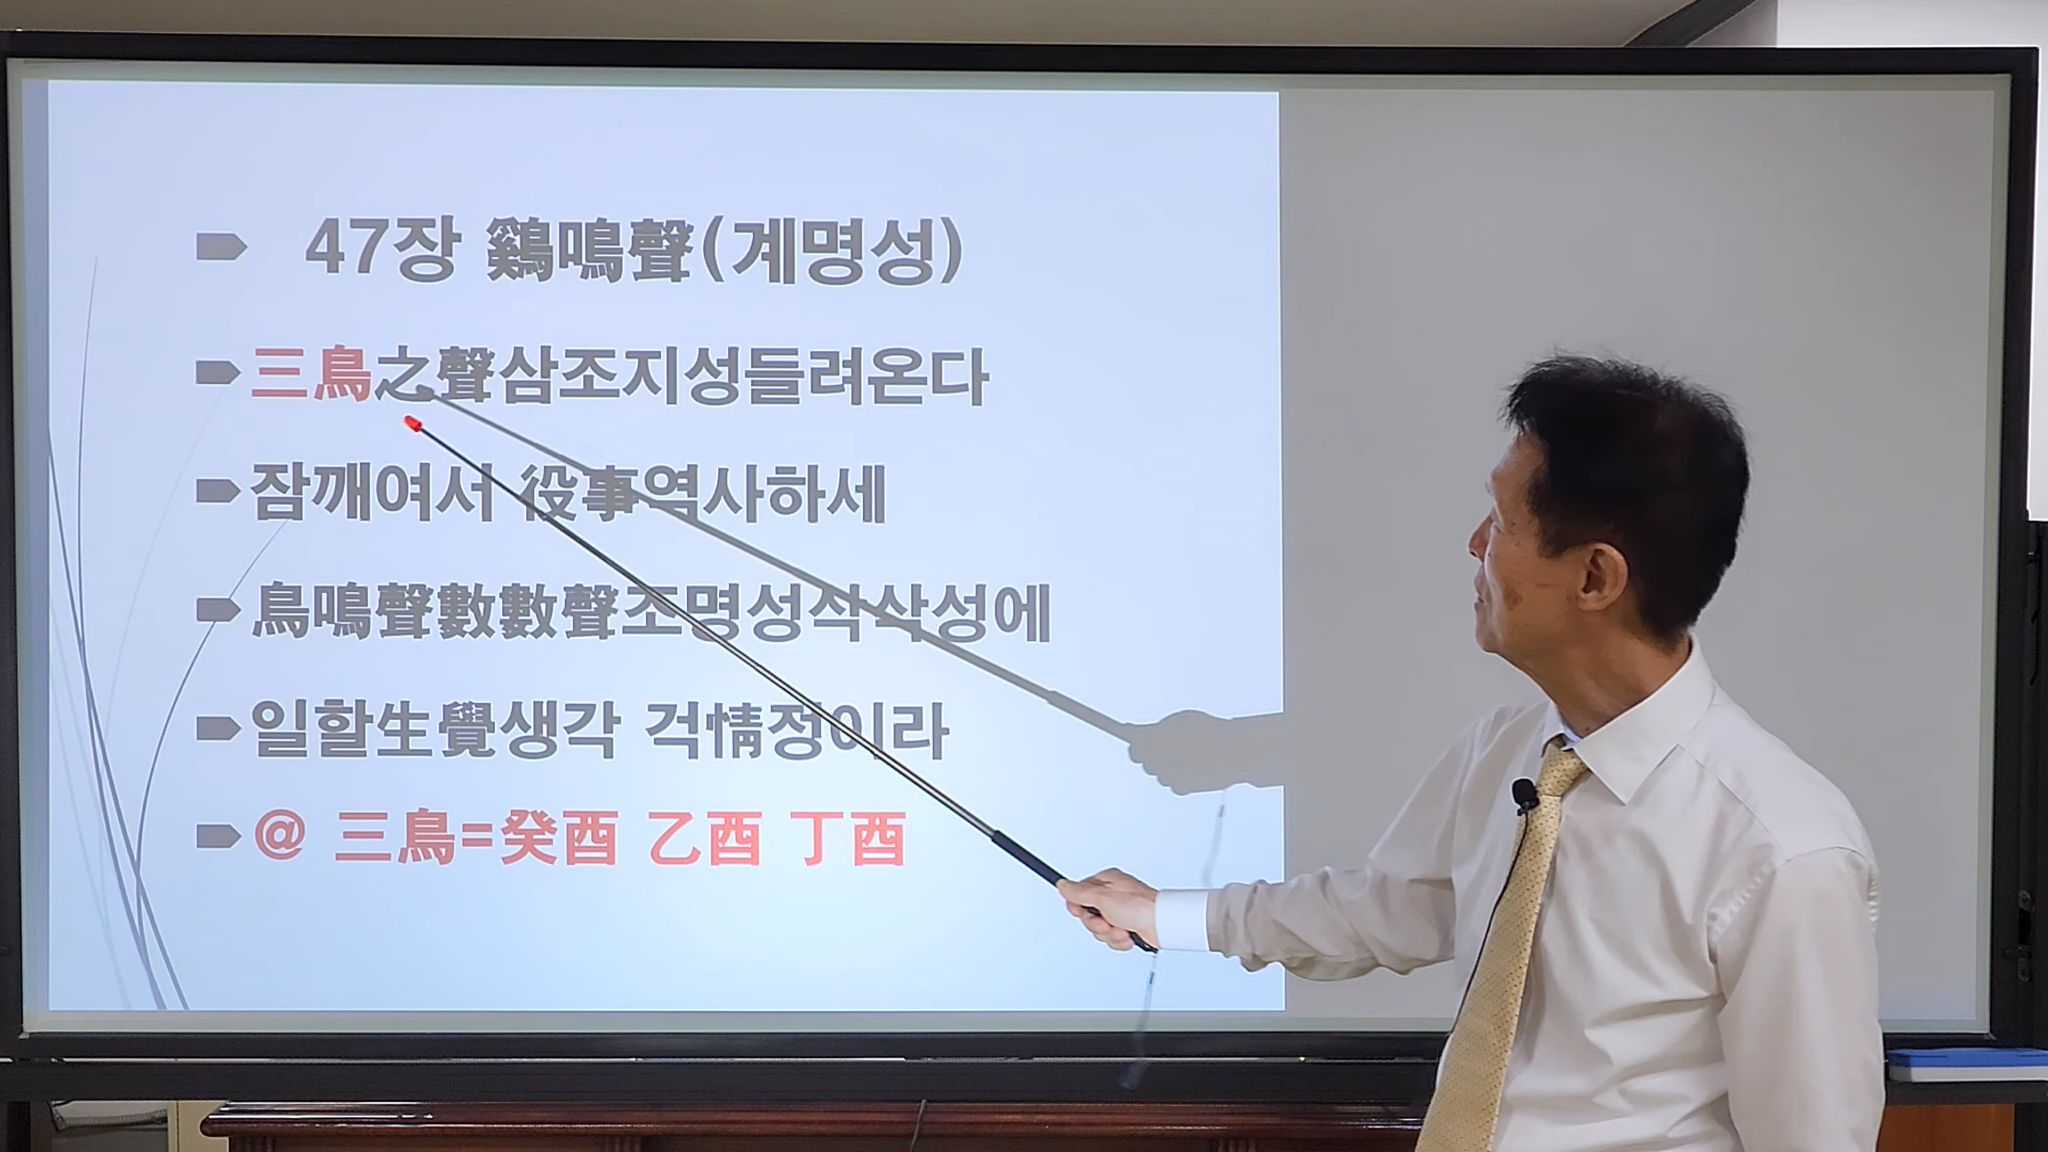 47장 鷄鳴聲(계명성)
三鳥之聲삼조지성들려온다
잠깨여서 役事역사하세
鳥鳴聲數數聲조명성삭삭성에
일할生覺생각 걱情정이라
@ 三鳥=癸酉 乙酉 丁酉